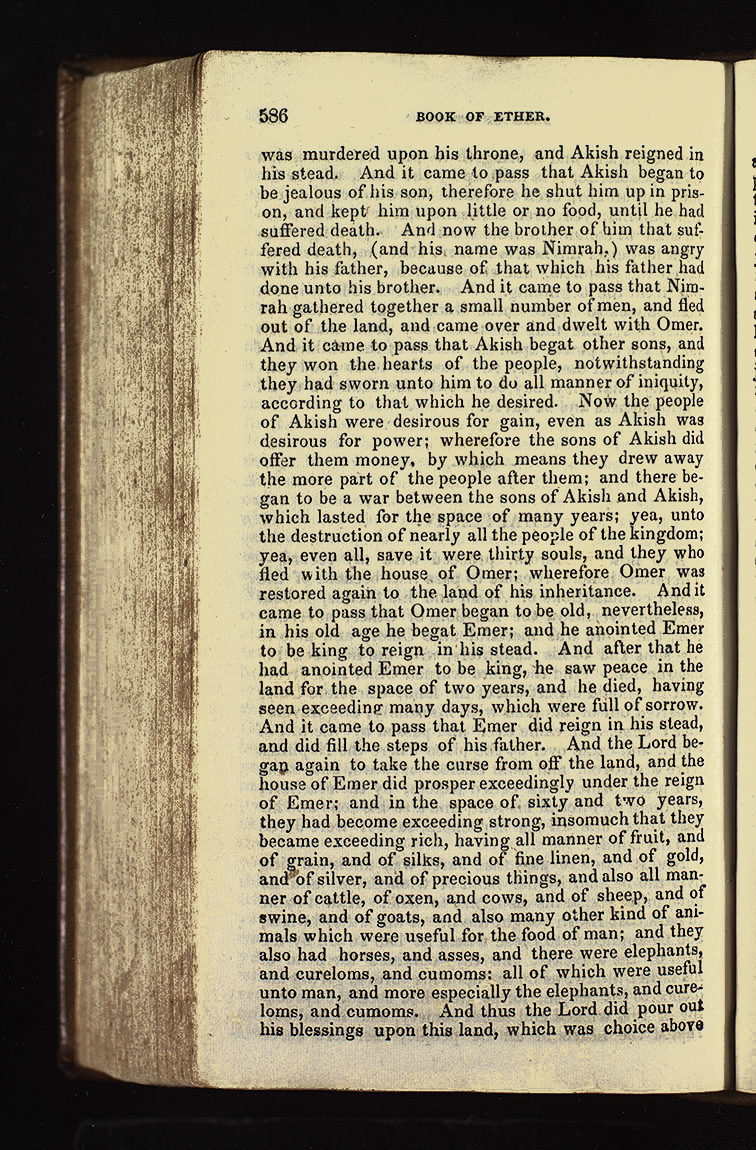 586 BOOK OF ETHER.
was murdered upon his throne, and Akish reigned in
his stead. And it came to pass that Akish began to
be jealous of his son, therefore he shut him up in pris-
on, and kept him upon little or no food, until he had
suffered death. And now the brother of him that suf-
fered death, (and his name was Nimrah,) was angry
with his father, because of that which his father had
done unto his brother. And it came to pass that Nim-
rah gathered together a small number of men, and fled
out of the land, and came over and dwelt with Omer.
And it came to pass that Akish begat other sons, and
they won the hearts of the people, notwithstanding
they had sworn unto him to do all manner of iniquity,
according to that which he desired. Now the people
of Akish were desirous for gain, even as Akish was
desirous for power; wherefore the sons of Akish did
offer them money, by which means they drew away
the more part of the people after them; and there be-
gan to be a war between the sons of Akish and Akish,
which lasted for the space of many years; yea, unto
the destruction of nearly all the people of the kingdom;
yea, even all, save it were thirty souls, and they who
fled with the house of Omer; wherefore Omer was
restored again to the land of his inheritance. And it
came to pass that Omer began to be old, nevertheless,
in his old age he begat Emer; and he anointed Emer
to be king to reign in his stead. And after that he
had anointed Emer to be king, he saw peace in the
land for the space of two years, and he died, having
seen exceeding many days, which were full of sorrow.
And it came to pass that Emer did reign in his stead,
and did fill the steps of his father. And the Lord be-
gan again to take the curse from off the land, and the
house of Emer did prosper exceedingly under the reign
of Emer; and in the space of sixty and two years,
they had become exceeding strong, insomuch that they
became exceeding rich, having all manner of fruit, and
of grain, and of silks, and of fine linen, and of gold,
and of silver, and of precious things, and also all man-
ner of cattle, of oxen, and cows, and of sheep, and of
swine, and of goats, and also many other kind of ani-
mals which were useful for the food of man; and they
also had horses, and asses, and there were elephants,
and cureloms, and cumoms: all of which were useful
unto man, and more especially the elephants, and cure-
loms, and cumoms. And thus the Lord did pour out
his blessings upon this land, which was choice above